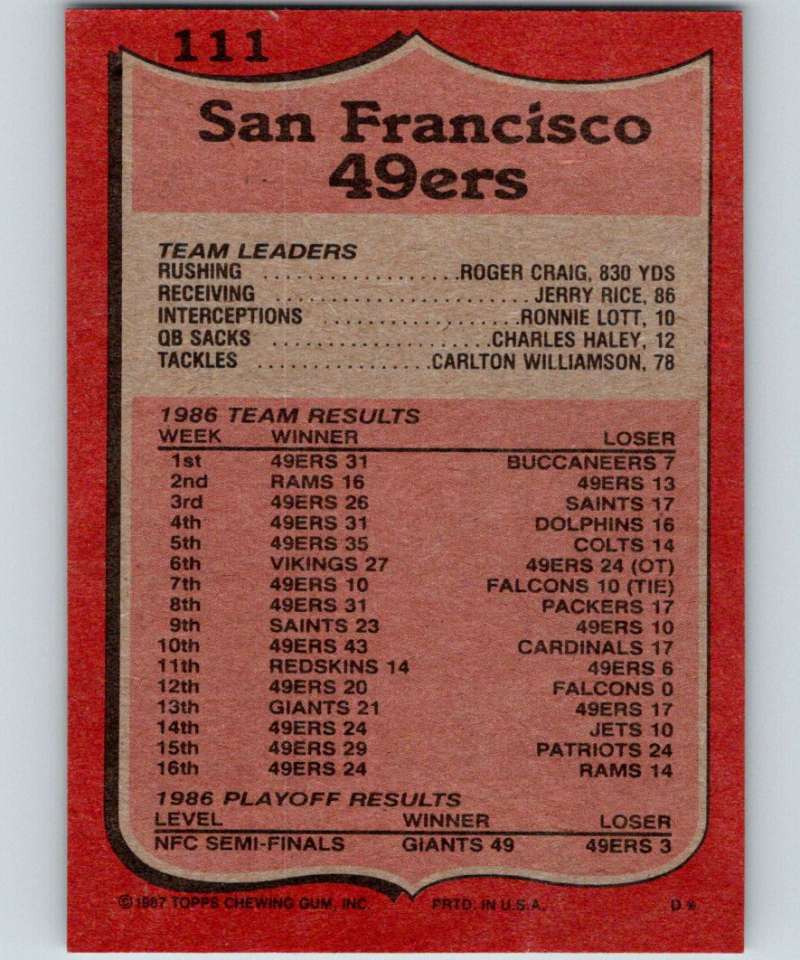 111
San Francisco
49ers
TEAM LEADERS
RUSHING ..................ROGER CRAIG, 830 YDS
RECEIVING ........................JERRY RICE, 86
INTERCEPTIONS ..................RONNIE LOTT, 10
QB SACKS .....................CHARLES HALEY, 12
TACKLES ................CARLTON WILLIAMSON, 78
1986 TEAM RESULTS
WEEK WINNER LOSER
1st 49ERS 31 BUCCANEERS 7
2nd RAMS 16 49ERS 13
3rd 49ERS 26 SAINTS 17
4th 49ERS 31 DOLPHINS 16
5th 49ERS 35 COLTS 14
6th VIKINGS 27 49ERS 24 (OT)
7th 49ERS 10 FALCONS 10 (TIE)
8th 49ERS 31 PACKERS 17
9th SAINTS 23 49ERS 10
10th 49ERS 43 CARDINALS 17
11th REDSKINS 14 49ERS 6
12th 49ERS 20 FALCONS 0
13th GIANTS 21 49ERS 17
14th 49ERS 24 JETS 10
15th 49ERS 29 PATRIOTS 24
16th 49ERS 24 RAMS 14
1986 PLAYOFF RESULTS
LEVEL WINNER LOSER
NFC SEMI-FINALS GIANTS 49 49ERS 3
©1987 TOPPS CHEWING GUM, INC. PRTD. IN U.S.A. D*